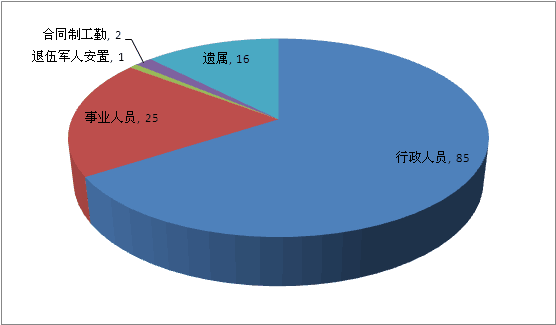 合同制工勤, 2
退伍军人安置, 1
遗属, 16
事业人员, 25
行政人员, 85